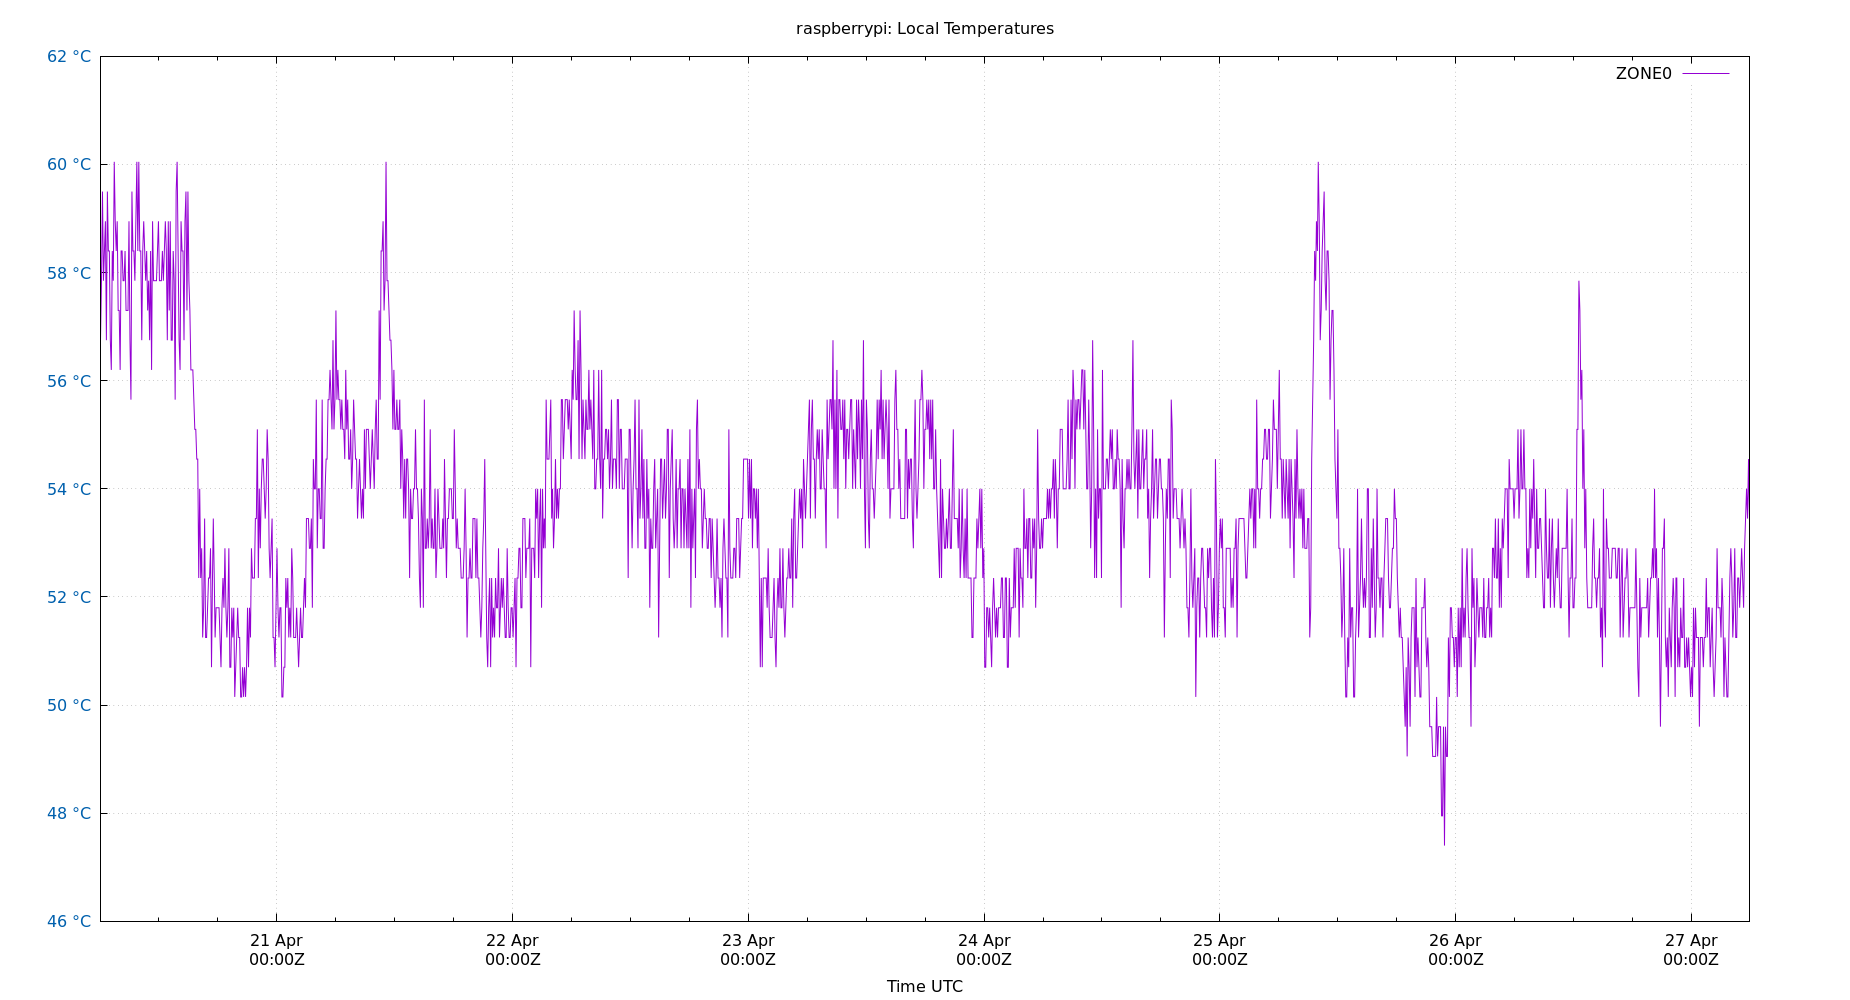 raspberrypi: Local Temperatures
62 °C
ZONE0
60 °C
58 °C
56 °C
54 °C
52 °C
50 °C
48 °C
46 °C
21 Apr 22 Apr 23 Apr 24 Apr 25 Apr 26 Apr 27 Apr
00:00Z 00:00Z 00:00Z 00:00Z 00:00Z 00:00Z 00:00Z
Time UTC